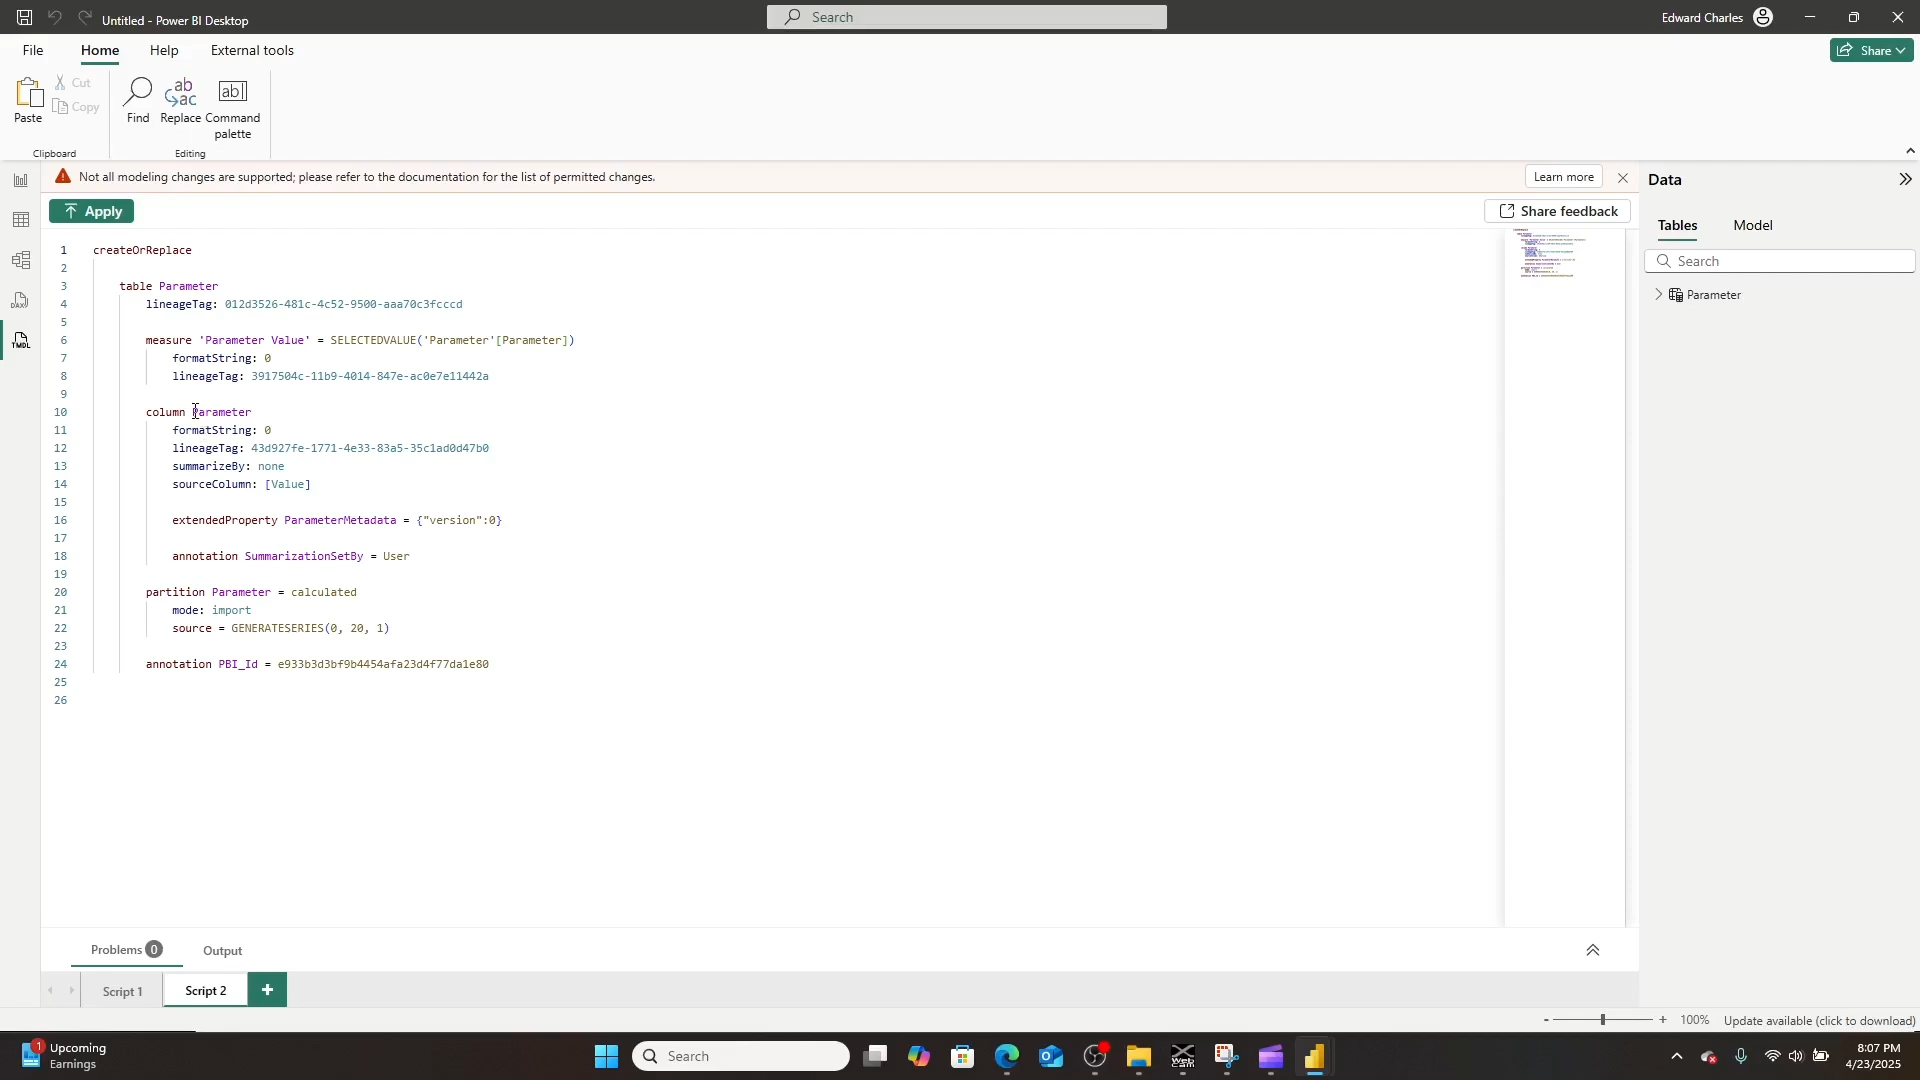 Untitled - Power BI Desktop
Search
Edward Charles
File
Home
Help
External tools
Share
Paste
Cut
Copy
Clipboard
Find
ab
ac
Replace
ab|
Command
palette
Editing
Not all modeling changes are supported; please refer to the documentation for the list of permitted changes.
Learn more
Data
Apply
Share feedback
Tables
Model
Search
Parameter
DAX
TMDL
1 createOrReplace
2
3 table Parameter
4 lineageTag: 012d3526-481c-4c52-9500-aaa70c3fcccd
5
6 measure 'Parameter Value' = SELECTEDVALUE('Parameter'[Parameter])
7 formatString: 0
8 lineageTag: 3917504c-11b9-4014-847e-ac0e7e11442a
9
10 column Parameter
11 formatString: 0
12 lineageTag: 43d927fe-1771-4e33-83a5-35c1ad0d47b0
13 summarizeBy: none
14 sourceColumn: [Value]
15
16 extendedProperty ParameterMetadata = {"version":0}
17
18 annotation SummarizationSetBy = User
19
20 partition Parameter = calculated
21 mode: import
22 source = GENERATESERIES(0, 20, 1)
23
24 annotation PBI_Id = e933b3d3bf9b4454afa23d4f77da1e80
25
26
Problems 0
Output
Script 1
Script 2
+
- + 100%
Update available (click to download)
1
Upcoming
Earnings
Search
8:07 PM
4/23/2025